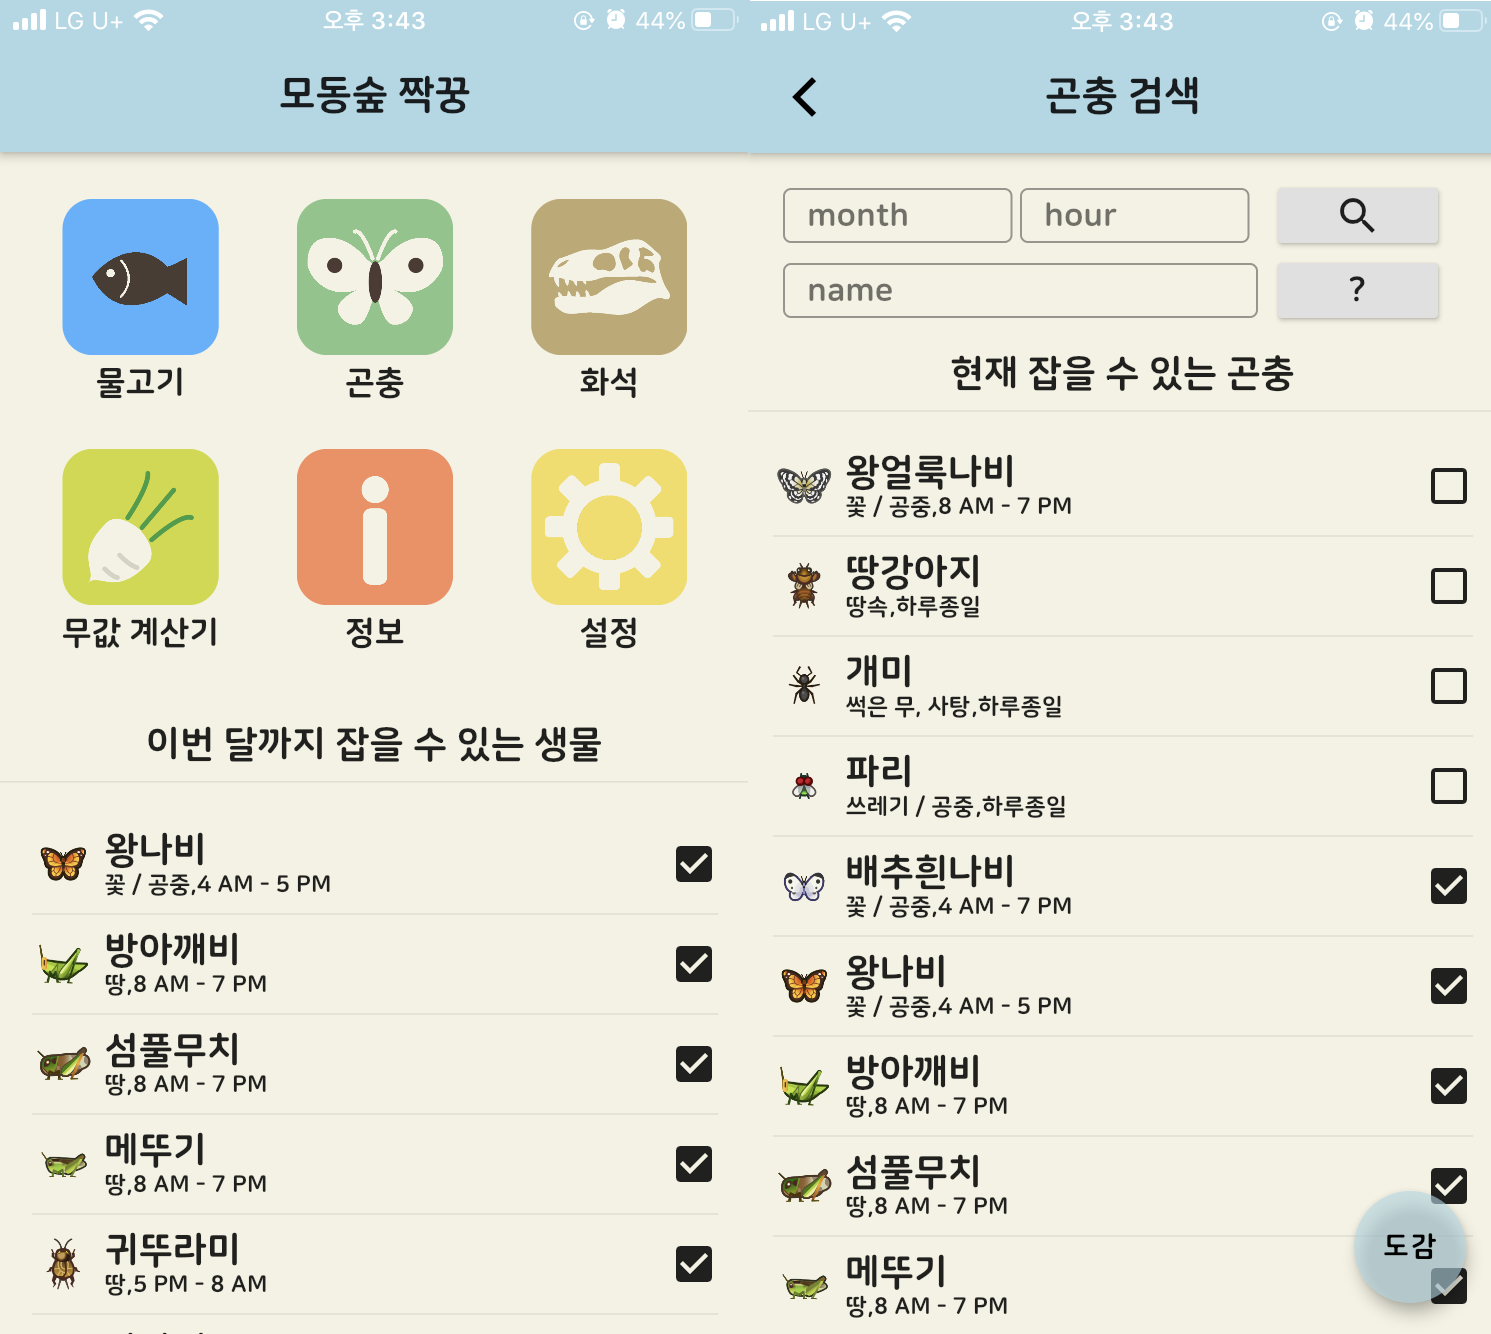 LG U+ 오후 3:43 44%
모동숲 짝꿍
물고기 곤충 화석
무값 계산기 정보 설정
이번 달까지 잡을 수 있는 생물
왕나비
꽃 / 공중,4 AM - 5 PM
방아깨비
땅,8 AM - 7 PM
섬풀무치
땅,8 AM - 7 PM
메뚜기
땅,8 AM - 7 PM
귀뚜라미
땅,5 PM - 8 AM
LG U+ 오후 3:43 44%
곤충 검색
month hour
name ?
현재 잡을 수 있는 곤충
왕얼룩나비
꽃 / 공중,8 AM - 7 PM
땅강아지
땅속,하루종일
개미
썩은 무, 사탕,하루종일
파리
쓰레기 / 공중,하루종일
배추흰나비
꽃 / 공중,4 AM - 7 PM
왕나비
꽃 / 공중,4 AM - 5 PM
방아깨비
땅,8 AM - 7 PM
섬풀무치
땅,8 AM - 7 PM
도감
메뚜기
땅,8 AM - 7 PM